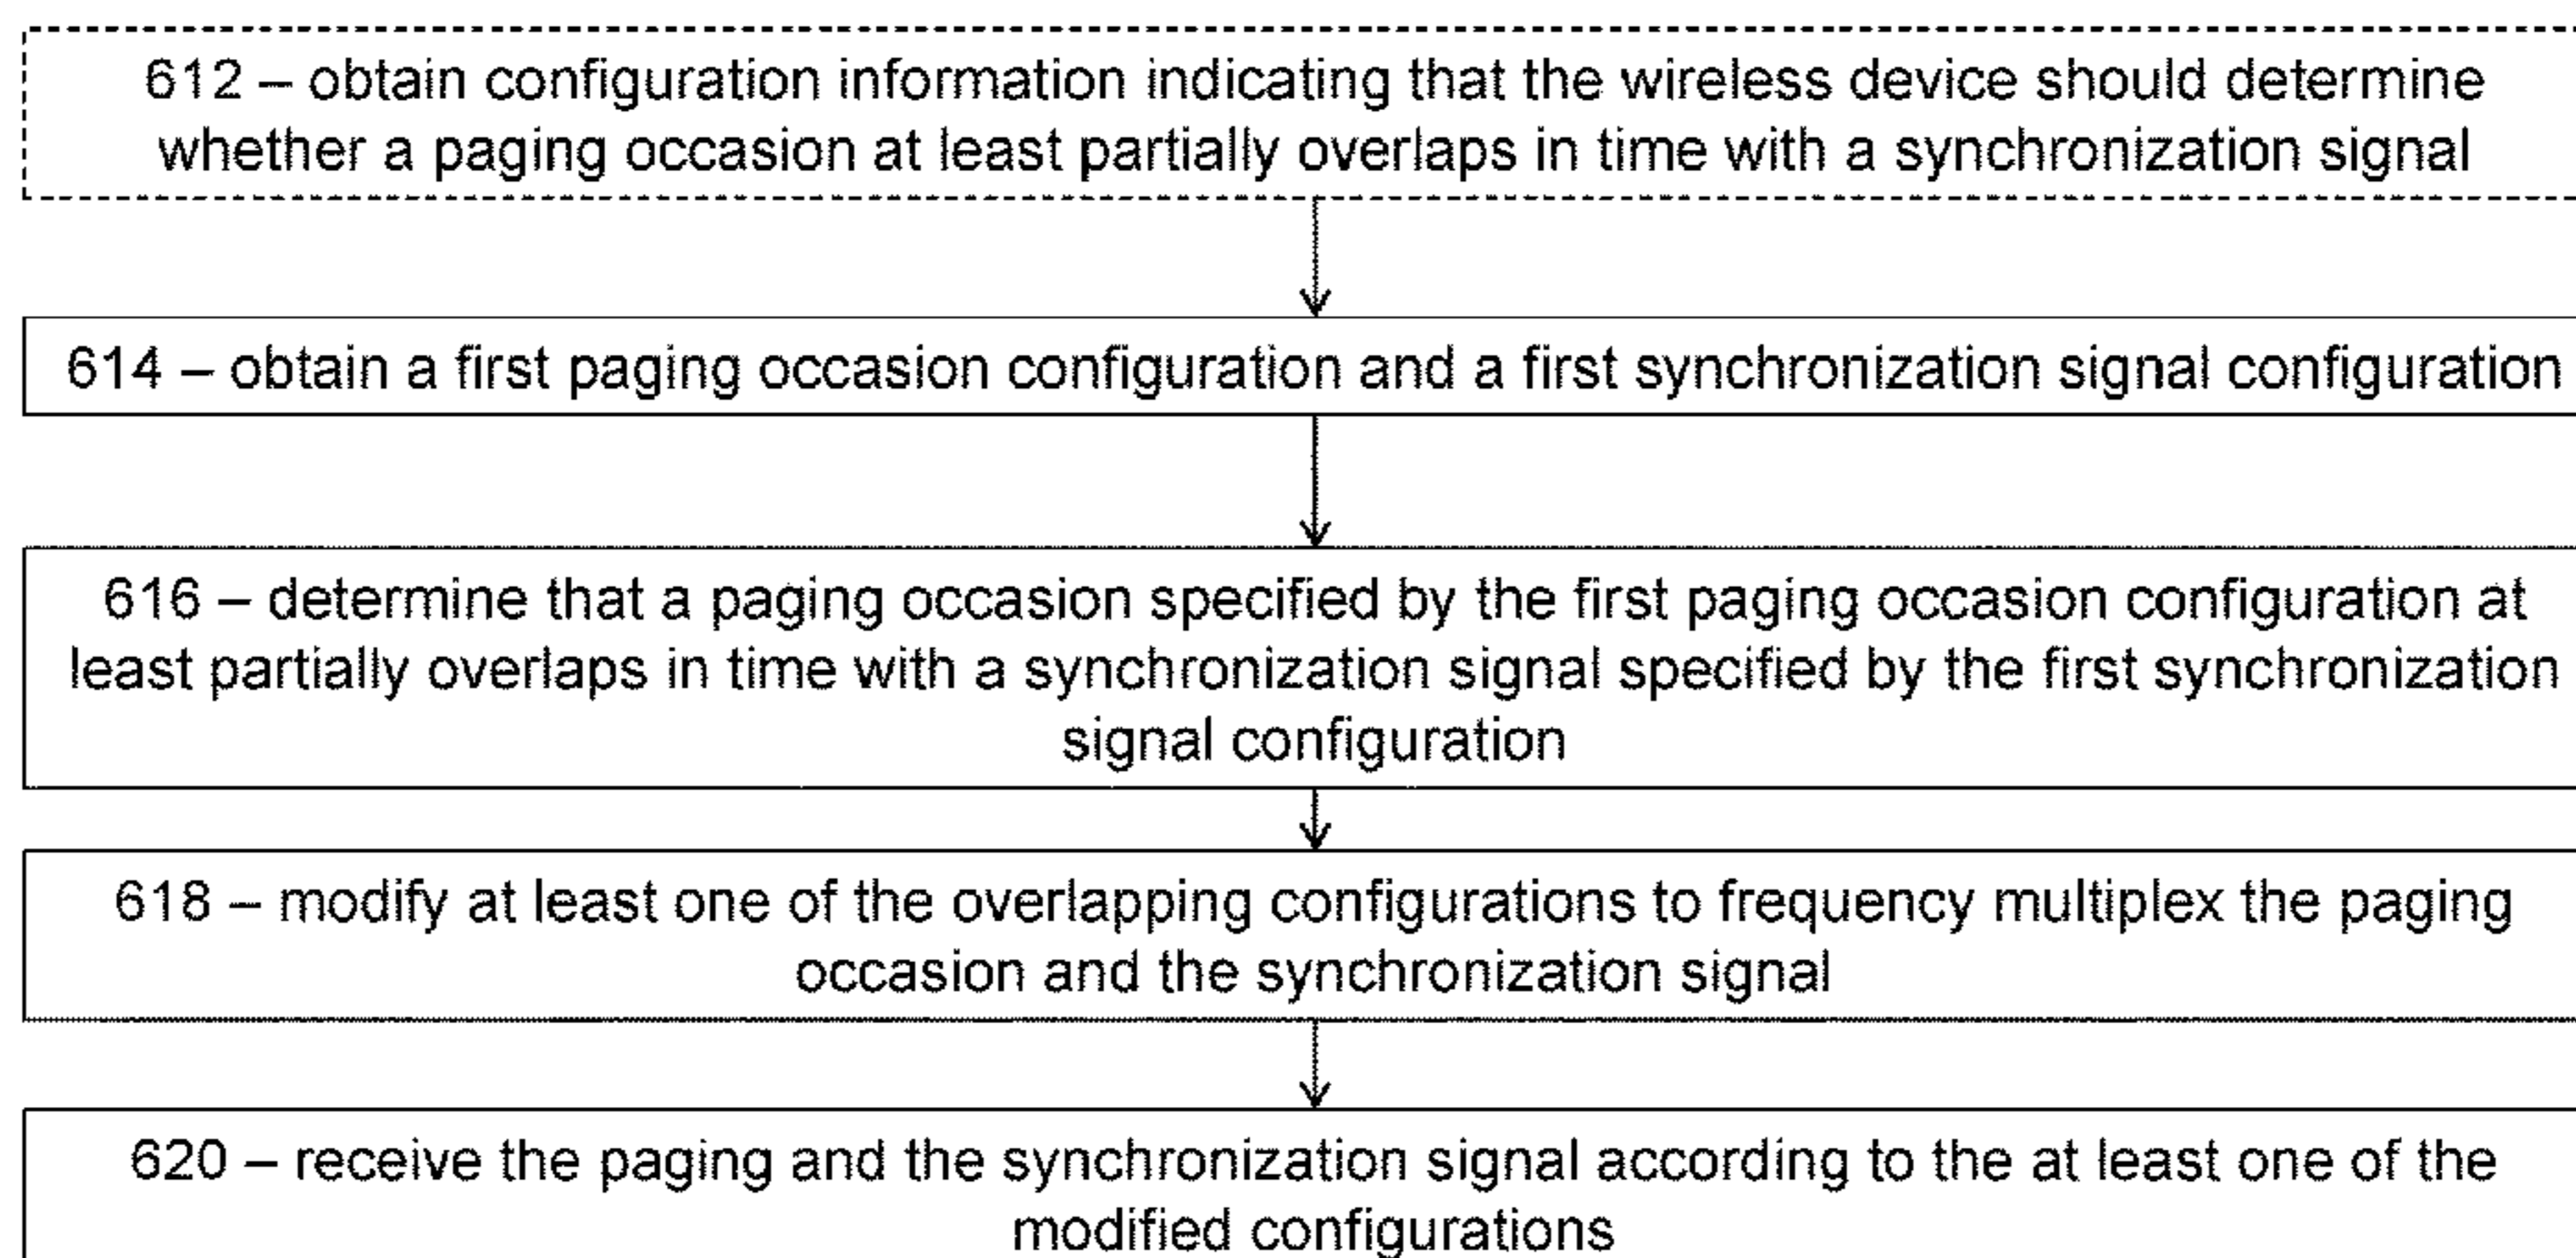 612 – obtain configuration information indicating that the wireless device should determine
whether a paging occasion at least partially overlaps in time with a synchronization signal
614 – obtain a first paging occasion configuration and a first synchronization signal configuration
616 – determine that a paging occasion specified by the first paging occasion configuration at
least partially overlaps in time with a synchronization signal specified by the first synchronization
signal configuration
618 – modify at least one of the overlapping configurations to frequency multiplex the paging
occasion and the synchronization signal
620 – receive the paging and the synchronization signal according to the at least one of the
modified configurations